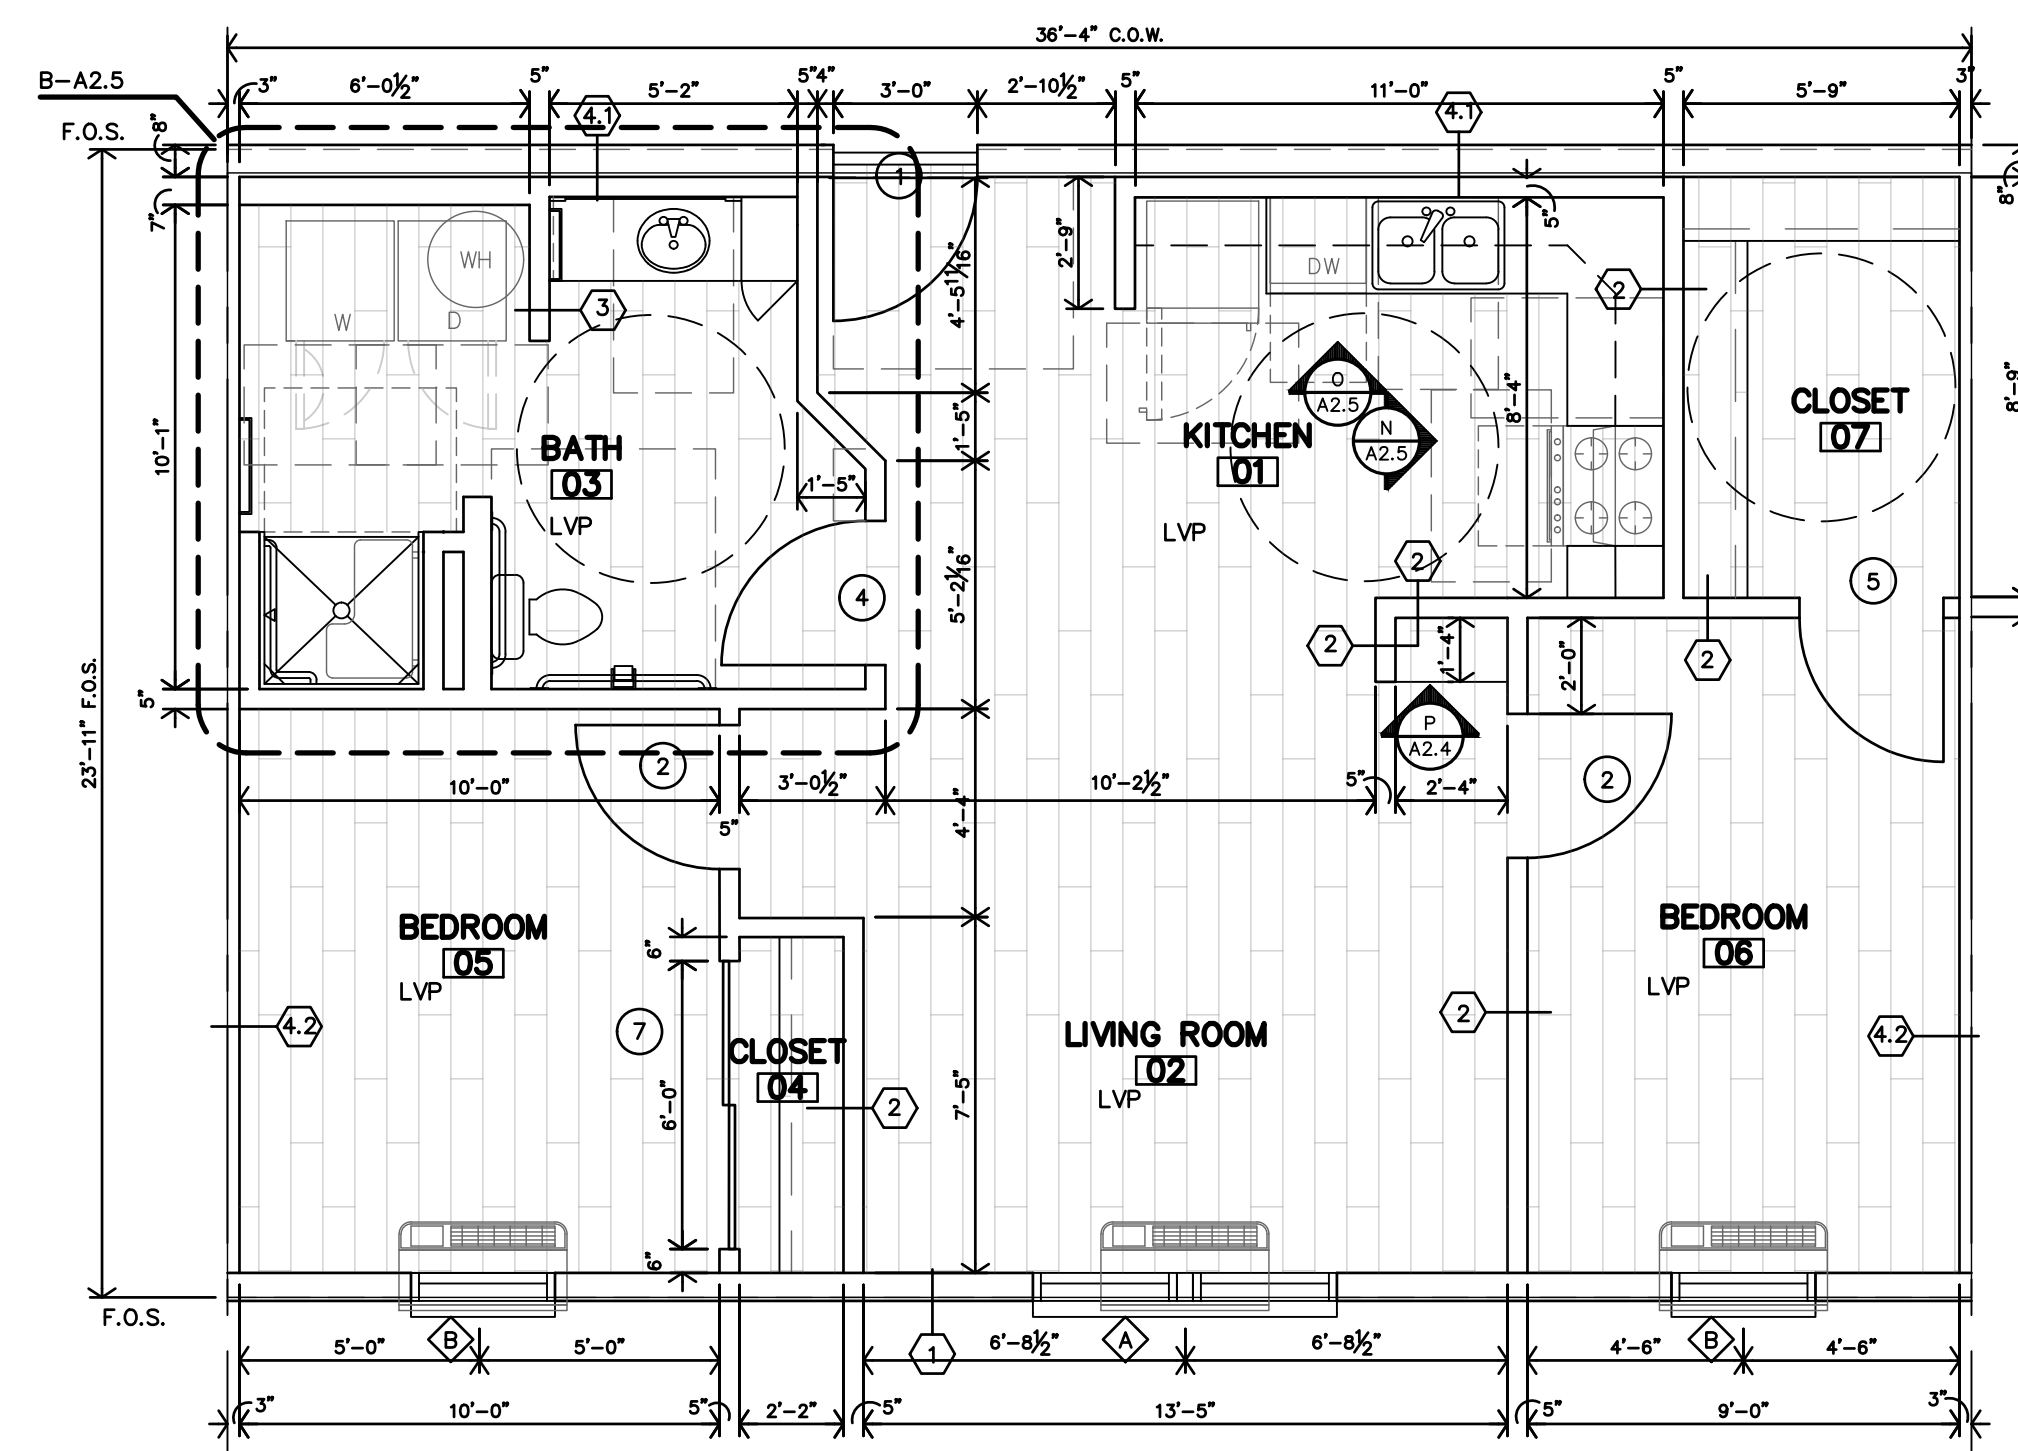 36'-4" C.O.W.
B-A2.5
3"
6'-0½"
5"
5'-2"
5"
4"
3'-0"
2'-10½"
5"
11'-0"
5"
5'-9"
3"
F.O.S.
8"
4.1
4.1
1
8"
7"
5"
2'-9"
4'-5 11/16"
WH
W
D
3
DW
2
8'-4"
8'-9"
O
A2.5
N
A2.5
CLOSET
07
BATH
03
LVP
KITCHEN
01
LVP
10'-1"
1'-5"
1'-5"
5'-2 1/16"
4
2
5
2
1'-4"
2'-0"
2
5"
23'-11" F.O.S.
P
A2.4
2
2
10'-0"
5"
3'-0½"
10'-2½"
5"
2'-4"
4'-4"
BEDROOM
05
LVP
6"
BEDROOM
06
LVP
4.2
7
CLOSET
04
6'-0"
2
LIVING ROOM
02
LVP
7'-5"
2
4.2
6"
F.O.S.
5'-0"
B
5'-0"
1
6'-8½"
A
6'-8½"
4'-6"
B
4'-6"
3"
10'-0"
5"
2'-2"
5"
13'-5"
5"
9'-0"
3"